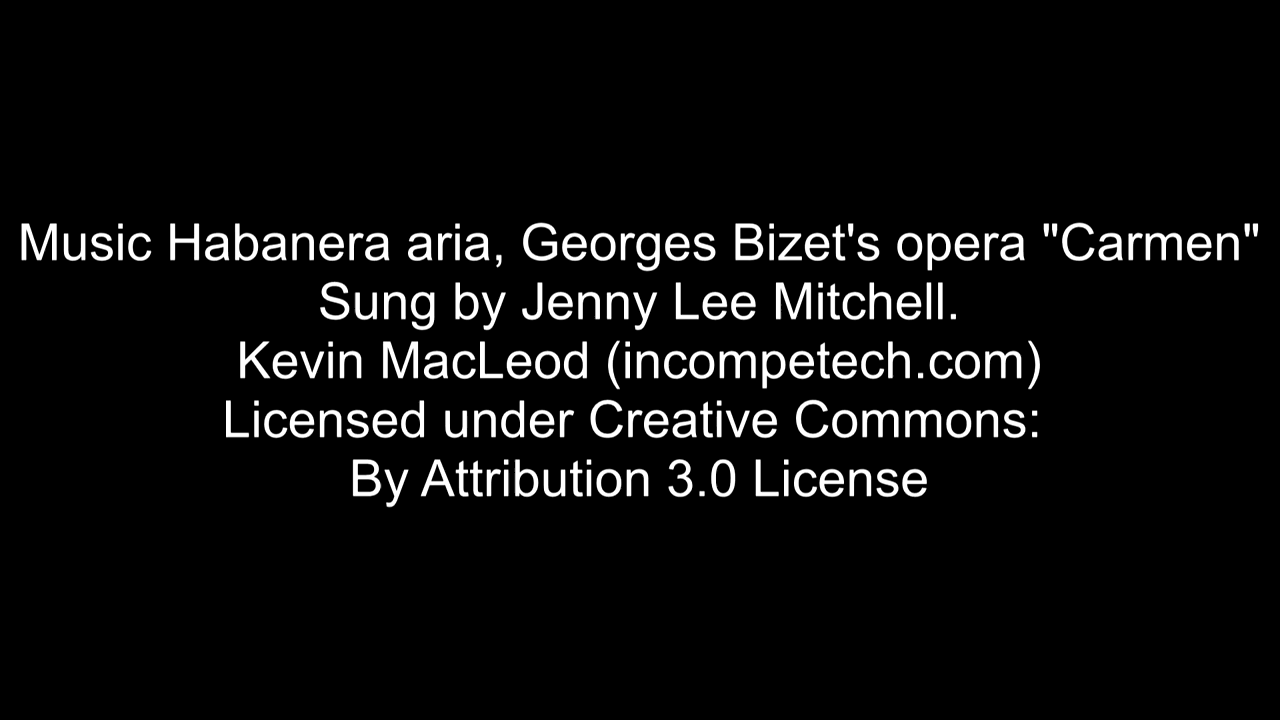 Music Habanera aria, Georges Bizet's opera "Carmen"
Sung by Jenny Lee Mitchell.
Kevin MacLeod (incompetech.com)
Licensed under Creative Commons:
By Attribution 3.0 License